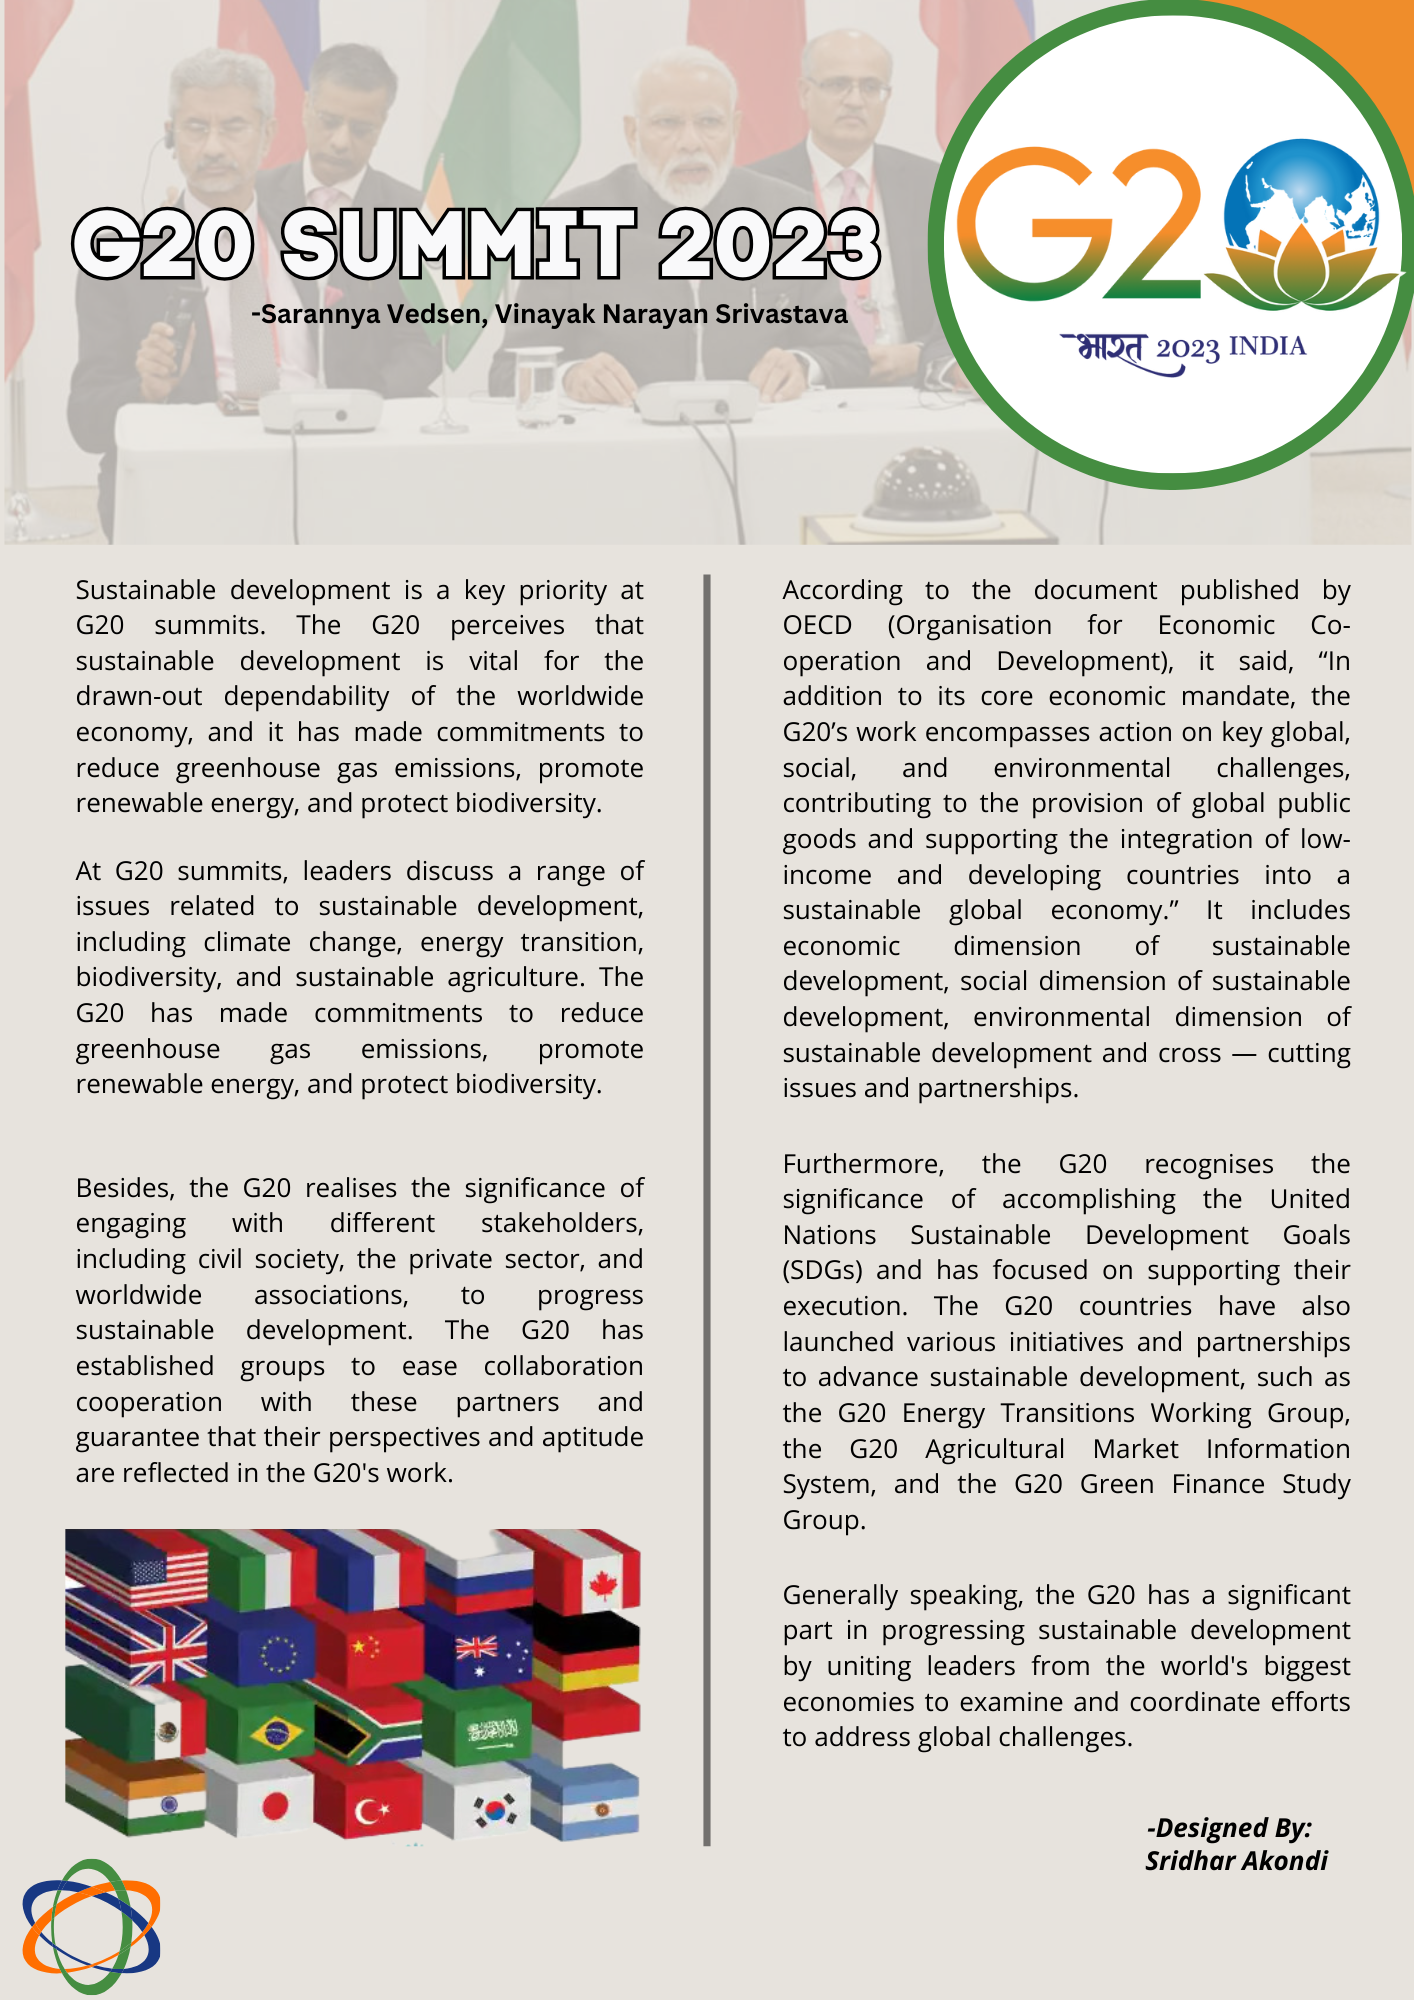 G20
भारत 2023 INDIA
G20 SUMMIT 2023
-Sarannya Vedsen, Vinayak Narayan Srivastava
Sustainable development is a key priority at
G20 summits. The G20 perceives that
sustainable development is vital for the
drawn-out dependability of the worldwide
economy, and it has made commitments to
reduce greenhouse gas emissions, promote
renewable energy, and protect biodiversity.
At G20 summits, leaders discuss a range of
issues related to sustainable development,
including climate change, energy transition,
biodiversity, and sustainable agriculture. The
G20 has made commitments to reduce
greenhouse gas emissions, promote
renewable energy, and protect biodiversity.
Besides, the G20 realises the significance of
engaging with different stakeholders,
including civil society, the private sector, and
worldwide associations, to progress
sustainable development. The G20 has
established groups to ease collaboration
cooperation with these partners and
guarantee that their perspectives and aptitude
are reflected in the G20's work.
According to the document published by
OECD (Organisation for Economic Co-
operation and Development), it said, “In
addition to its core economic mandate, the
G20’s work encompasses action on key global,
social, and environmental challenges,
contributing to the provision of global public
goods and supporting the integration of low-
income and developing countries into a
sustainable global economy.” It includes
economic dimension of sustainable
development, social dimension of sustainable
development, environmental dimension of
sustainable development and cross — cutting
issues and partnerships.
Furthermore, the G20 recognises the
significance of accomplishing the United
Nations Sustainable Development Goals
(SDGs) and has focused on supporting their
execution. The G20 countries have also
launched various initiatives and partnerships
to advance sustainable development, such as
the G20 Energy Transitions Working Group,
the G20 Agricultural Market Information
System, and the G20 Green Finance Study
Group.
Generally speaking, the G20 has a significant
part in progressing sustainable development
by uniting leaders from the world's biggest
economies to examine and coordinate efforts
to address global challenges.
-Designed By:
Sridhar Akondi